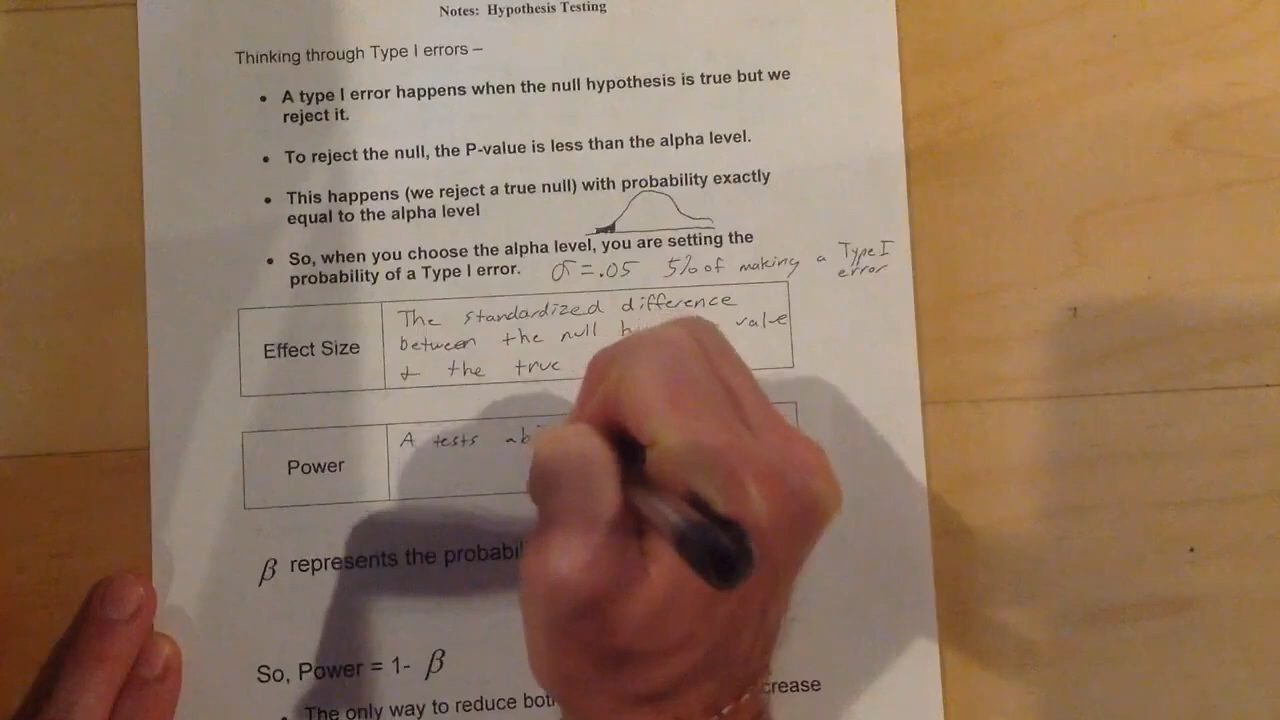 Notes: Hypothesis Testing
Thinking through Type I errors –
• A type I error happens when the null hypothesis is true but we
reject it.
• To reject the null, the P-value is less than the alpha level.
• This happens (we reject a true null) with probability exactly
equal to the alpha level
• So, when you choose the alpha level, you are setting the
probability of a Type I error. σ = .05 5% of making a Type I
error
The standardized difference
Effect Size between the null value
& the true
A tests
Power
β represents the
So, Power = 1- β
• The only way to reduce